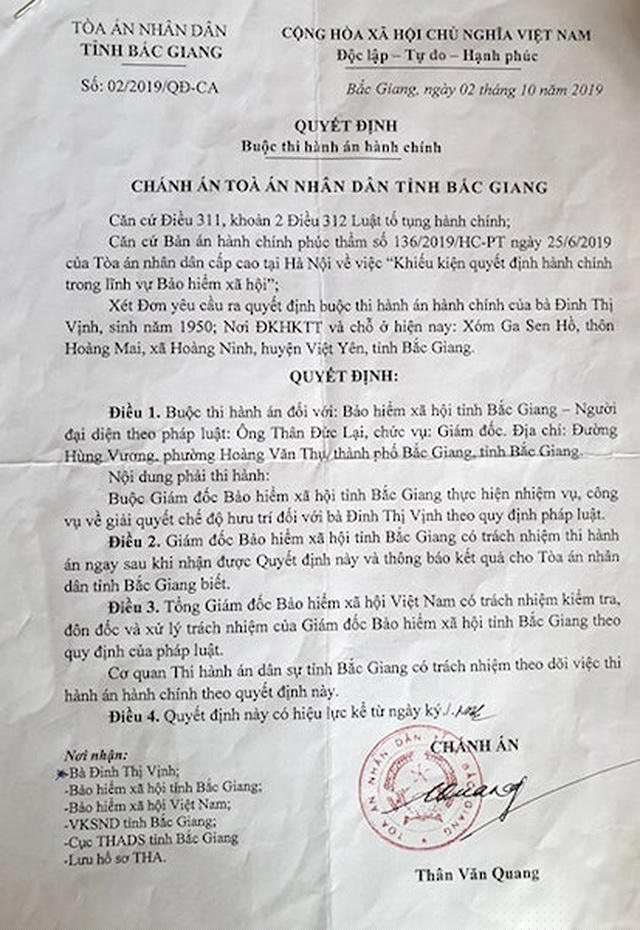 TÒA ÁN NHÂN DÂN
TỈNH BẮC GIANG
Số: 02/2019/QĐ-CA
CỘNG HÒA XÃ HỘI CHỦ NGHĨA VIỆT NAM
Độc lập – Tự do – Hạnh phúc
Bắc Giang, ngày 02 tháng 10 năm 2019
QUYẾT ĐỊNH
Buộc thi hành án hành chính
CHÁNH ÁN TOÀ ÁN NHÂN DÂN TỈNH BẮC GIANG
Căn cứ Điều 311, khoản 2 Điều 312 Luật tố tụng hành chính;
Căn cứ Bản án hành chính phúc thẩm số 136/2019/HC-PT ngày 25/6/2019
của Tòa án nhân dân cấp cao tại Hà Nội về việc “Khiếu kiện quyết định hành chính
trong lĩnh vự Bảo hiểm xã hội”;
Xét Đơn yêu cầu ra quyết định buộc thi hành án hành chính của bà Đinh Thị
Vịnh, sinh năm 1950; Nơi ĐKHKTT và chỗ ở hiện nay: Xóm Ga Sen Hồ, thôn
Hoàng Mai, xã Hoàng Ninh, huyện Việt Yên, tỉnh Bắc Giang.
QUYẾT ĐỊNH:
Điều 1. Buộc thi hành án đối với: Bảo hiểm xã hội tỉnh Bắc Giang – Người
đại diện theo pháp luật: Ông Thân Đức Lại, chức vụ: Giám đốc. Địa chỉ: Đường
Hùng Vương, phường Hoàng Văn Thụ, thành phố Bắc Giang, tỉnh Bắc Giang.
Nội dung phải thi hành:
Buộc Giám đốc Bảo hiểm xã hội tỉnh Bắc Giang thực hiện nhiệm vụ, công
vụ về giải quyết chế độ hưu trí đối với bà Đinh Thị Vịnh theo quy định pháp luật.
Điều 2. Giám đốc Bảo hiểm xã hội tỉnh Bắc Giang có trách nhiệm thi hành
án ngay sau khi nhận được Quyết định này và thông báo kết quả cho Tòa án nhân
dân tỉnh Bắc Giang biết.
Điều 3. Tổng Giám đốc Bảo hiểm xã hội Việt Nam có trách nhiệm kiểm tra,
đôn đốc và xử lý trách nhiệm của Giám đốc Bảo hiểm xã hội tỉnh Bắc Giang theo
quy định của pháp luật.
Cơ quan Thi hành án dân sự tỉnh Bắc Giang có trách nhiệm theo dõi việc thi
hành án hành chính theo quyết định này.
Điều 4. Quyết định này có hiệu lực kể từ ngày ký./.
Nơi nhận:
-Bà Đinh Thị Vịnh;
-Bảo hiểm xã hội tỉnh Bắc Giang;
-Bảo hiểm xã hội Việt Nam;
-VKSND tỉnh Bắc Giang;
-Cục THADS tỉnh Bắc Giang
-Lưu hồ sơ THA.
CHÁNH ÁN
TOÀ ÁN NHÂN DÂN TỈNH BẮC GIANG
Thân Văn Quang